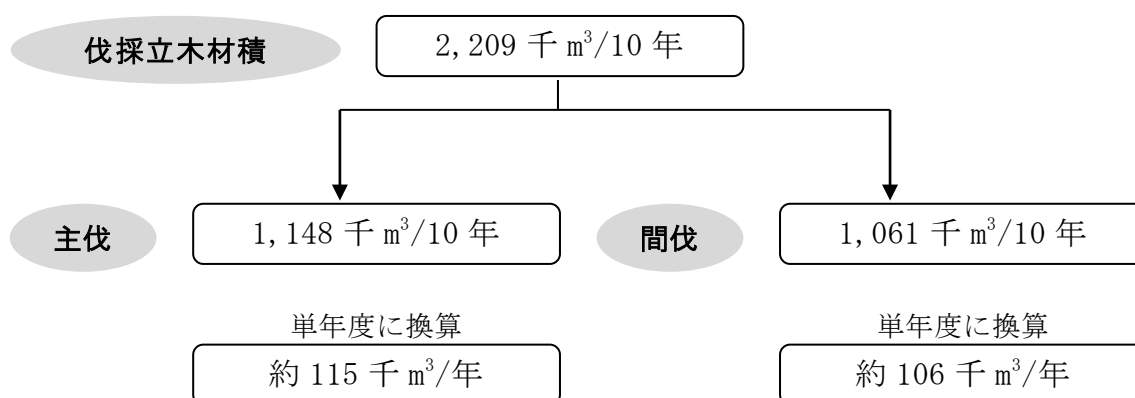 伐採立木材積
2,209 千 m³/10 年
主伐
1,148 千 m³/10 年
間伐
1,061 千 m³/10 年
単年度に換算
約 115 千 m³/年
単年度に換算
約 106 千 m³/年